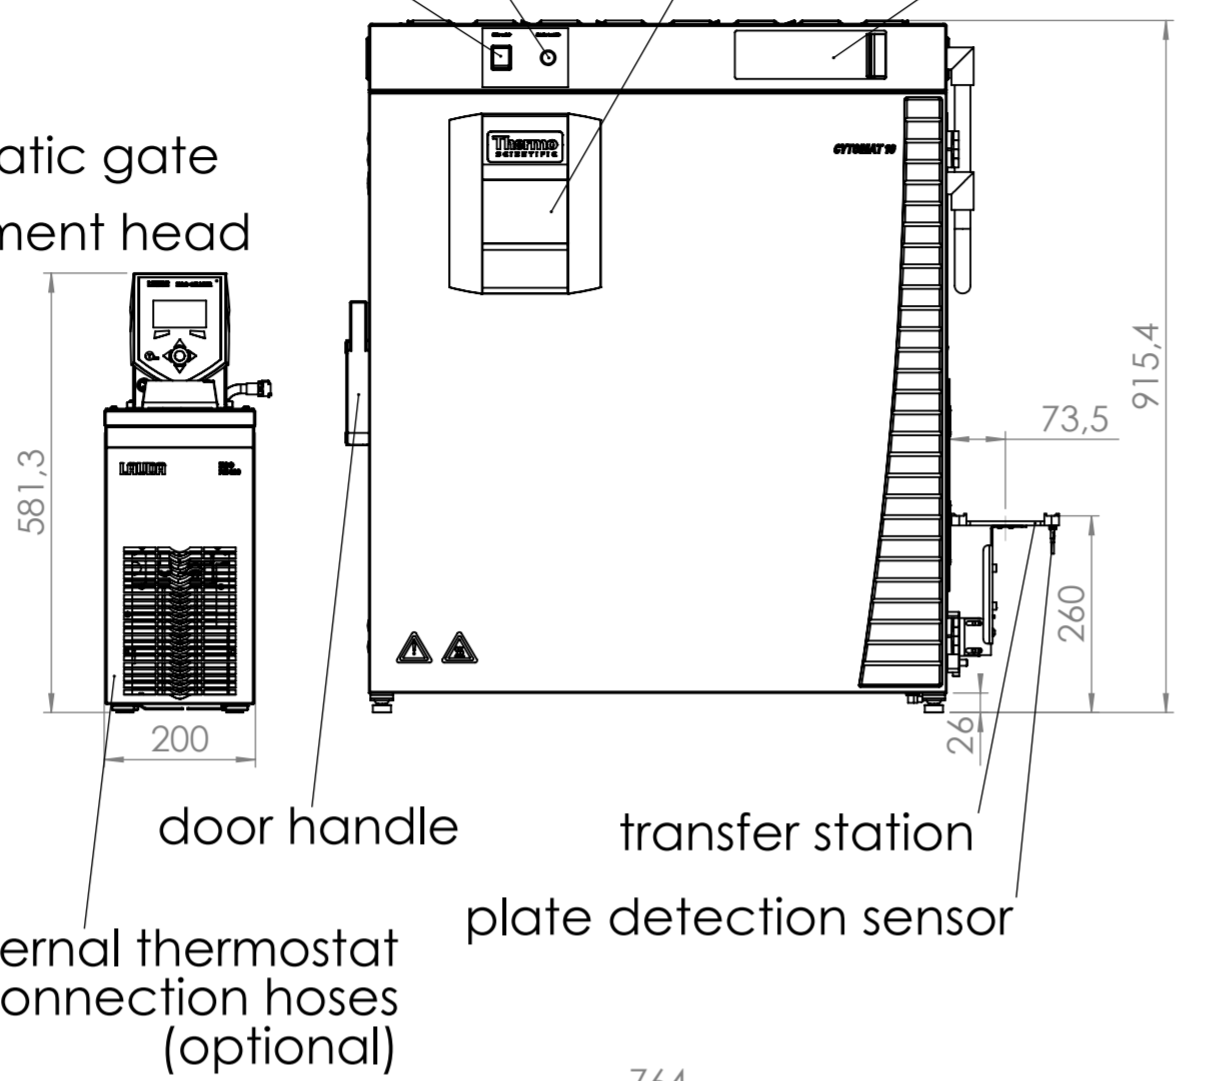 Thermo
SCIENTIFIC
CYTOMAT 10
atic gate
ment head
581,3
915,4
73,5
LAUDA
260
26
200
door handle
transfer station
plate detection sensor
ernal thermostat
onnection hoses
(optional)
764